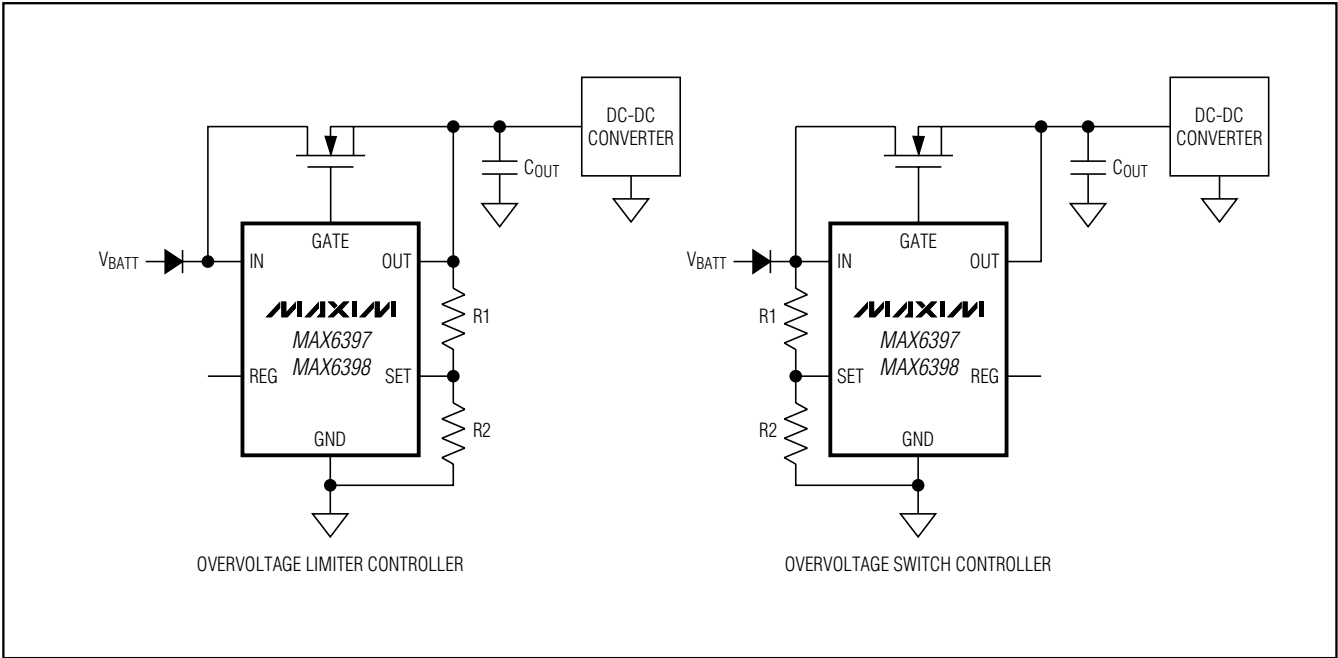 DC-DC
CONVERTER
COUT
GATE
VBATT
IN
OUT
R1
MAXIM
MAX6397
MAX6398
REG
SET
R2
GND
OVERVOLTAGE LIMITER CONTROLLER
DC-DC
CONVERTER
COUT
GATE
VBATT
IN
OUT
R1
MAXIM
MAX6397
MAX6398
SET
REG
R2
GND
OVERVOLTAGE SWITCH CONTROLLER